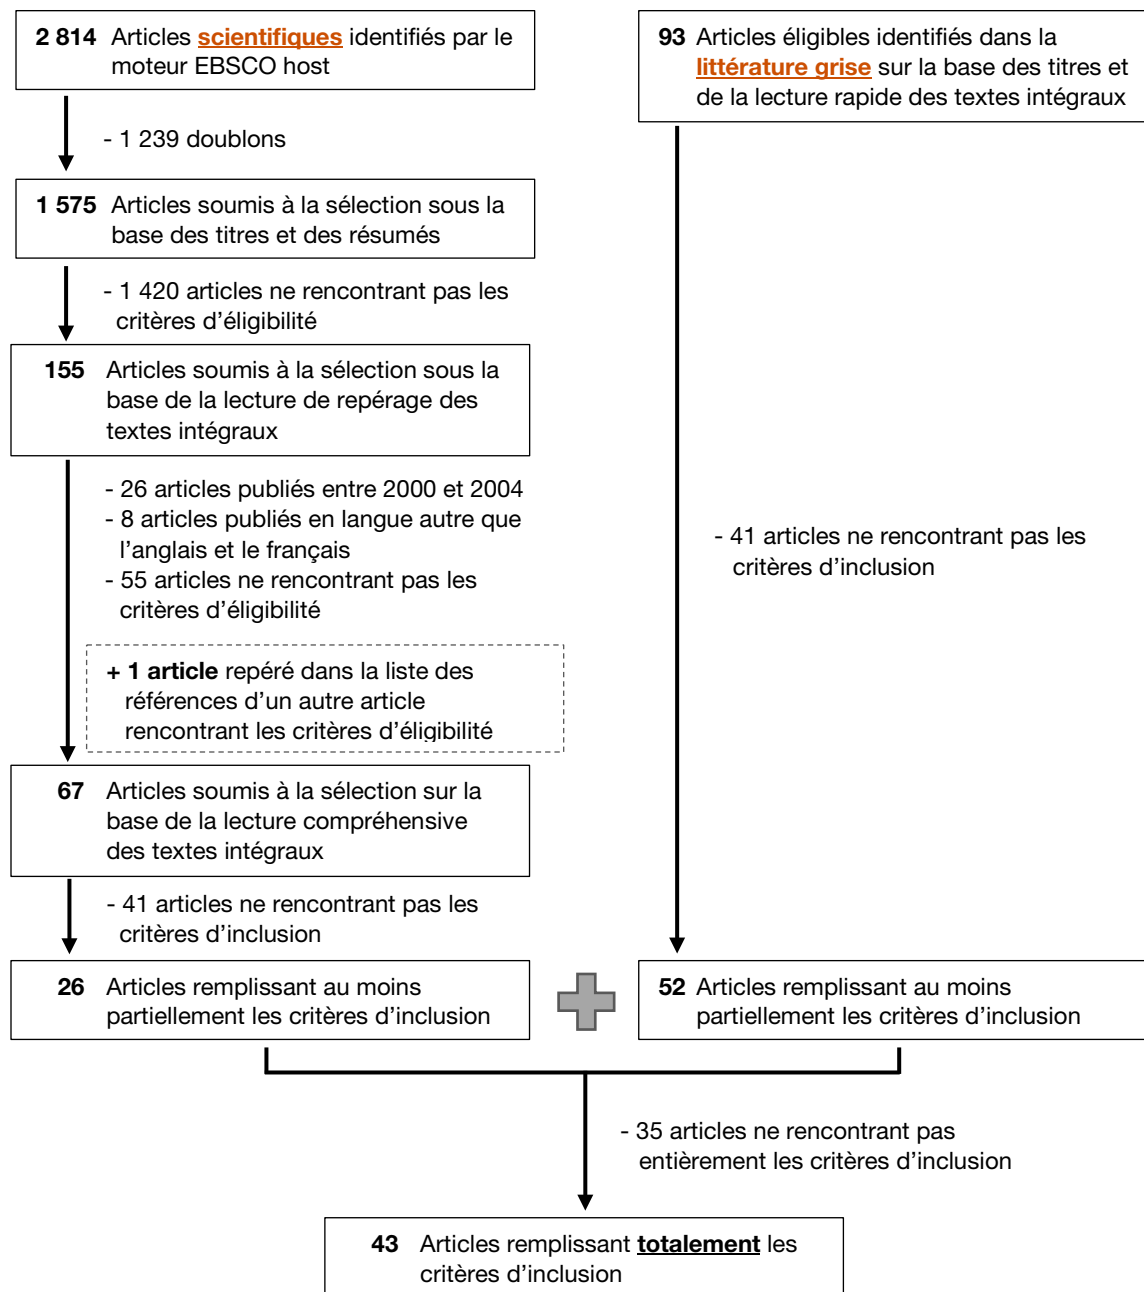 2 814 Articles scientifiques identifiés par le
moteur EBSCO host
- 1 239 doublons
1 575 Articles soumis à la sélection sous la
base des titres et des résumés
- 1 420 articles ne rencontrant pas les
critères d'éligibilité
155 Articles soumis à la sélection sous la
base de la lecture de repérage des
textes intégraux
- 26 articles publiés entre 2000 et 2004
- 8 articles publiés en langue autre que
l'anglais et le français
- 55 articles ne rencontrant pas les
critères d'éligibilité
+ 1 article repéré dans la liste des
références d'un autre article
rencontrant les critères d'éligibilité
67 Articles soumis à la sélection sur la
base de la lecture compréhensive
des textes intégraux
- 41 articles ne rencontrant pas les
critères d'inclusion
26 Articles remplissant au moins
partiellement les critères d'inclusion
93 Articles éligibles identifiés dans la
littérature grise sur la base des titres et
de la lecture rapide des textes intégraux
- 41 articles ne rencontrant pas les
critères d'inclusion
52 Articles remplissant au moins
partiellement les critères d'inclusion
- 35 articles ne rencontrant pas
entièrement les critères d'inclusion
43 Articles remplissant totalement les
critères d'inclusion